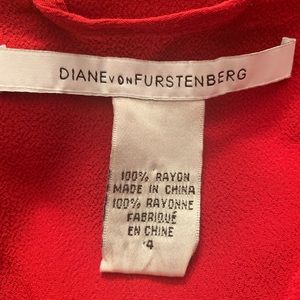 DIANE VON FURSTENBERG
100% RAYON
MADE IN CHINA
100% RAYONNE
FABRIQUÉ
EN CHINE
4